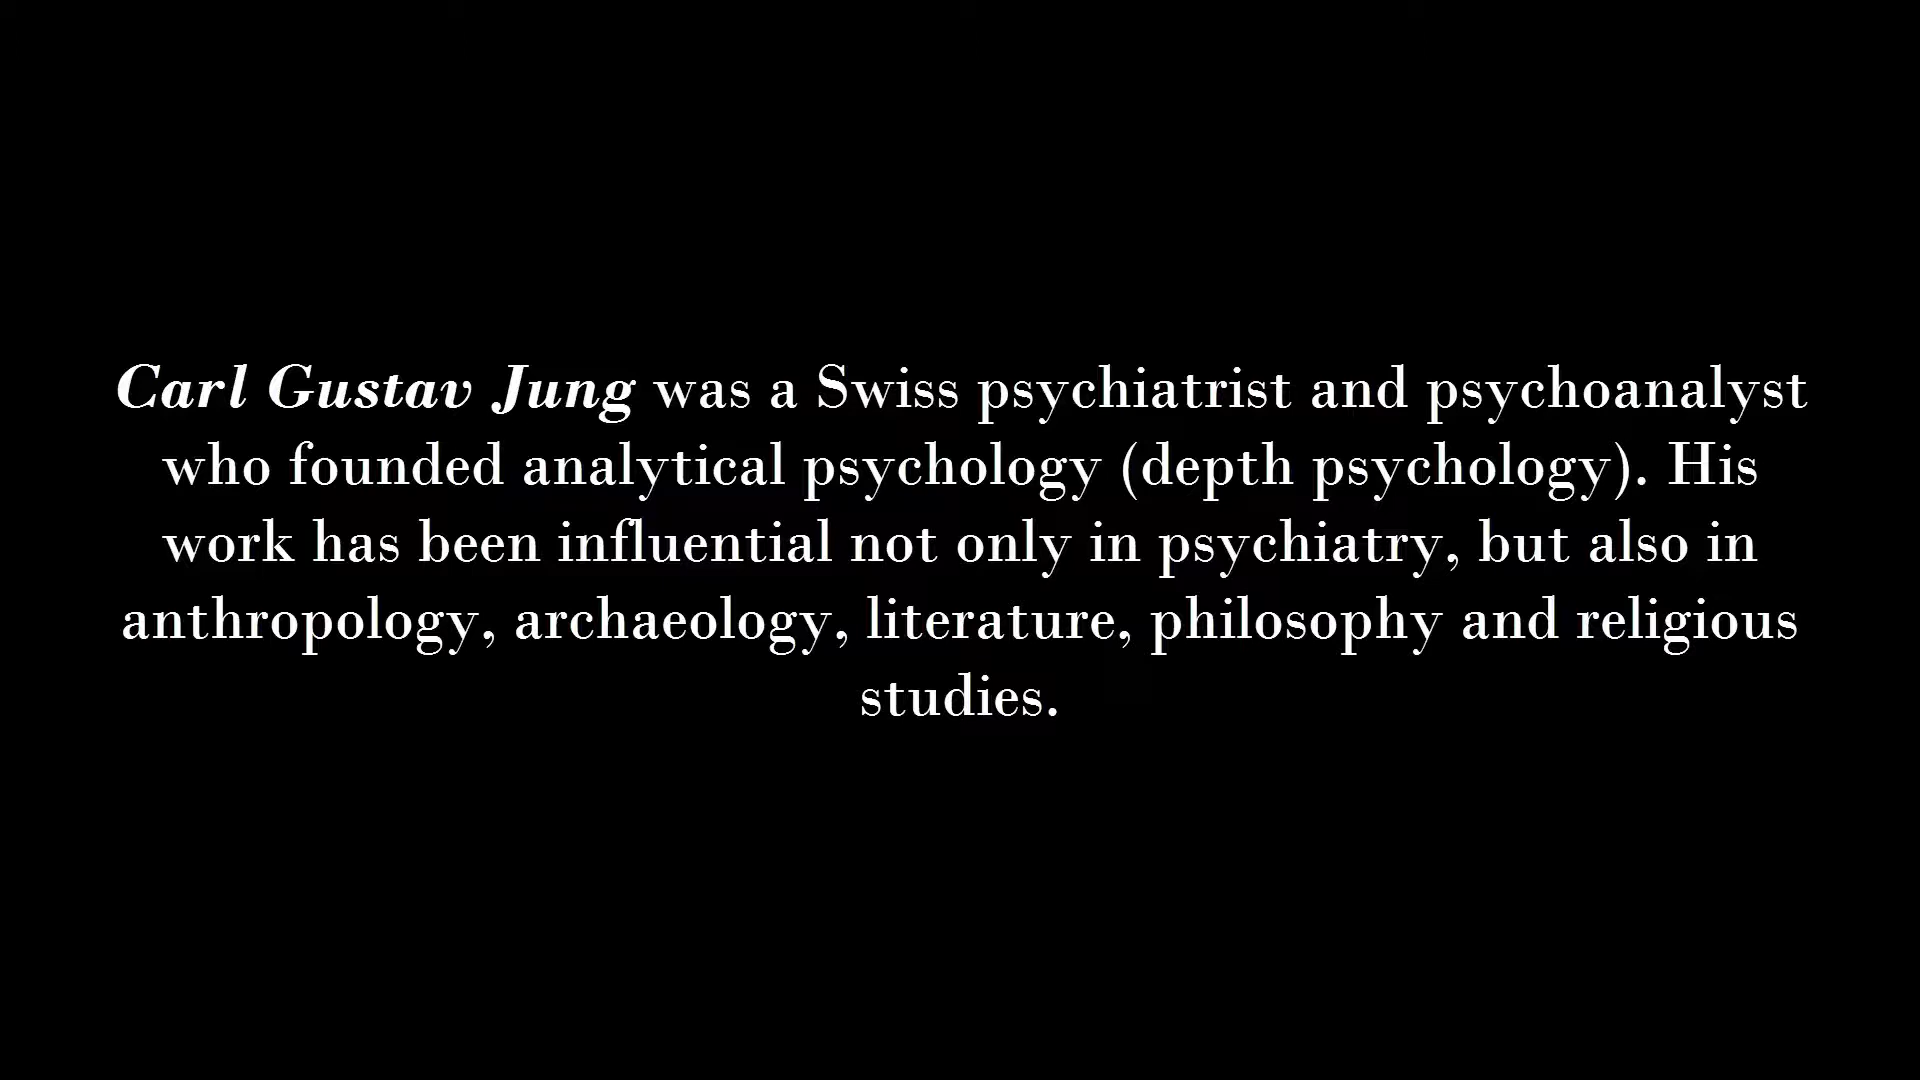 Carl Gustav Jung was a Swiss psychiatrist and psychoanalyst
who founded analytical psychology (depth psychology). His
work has been influential not only in psychiatry, but also in
anthropology, archaeology, literature, philosophy and religious
studies.